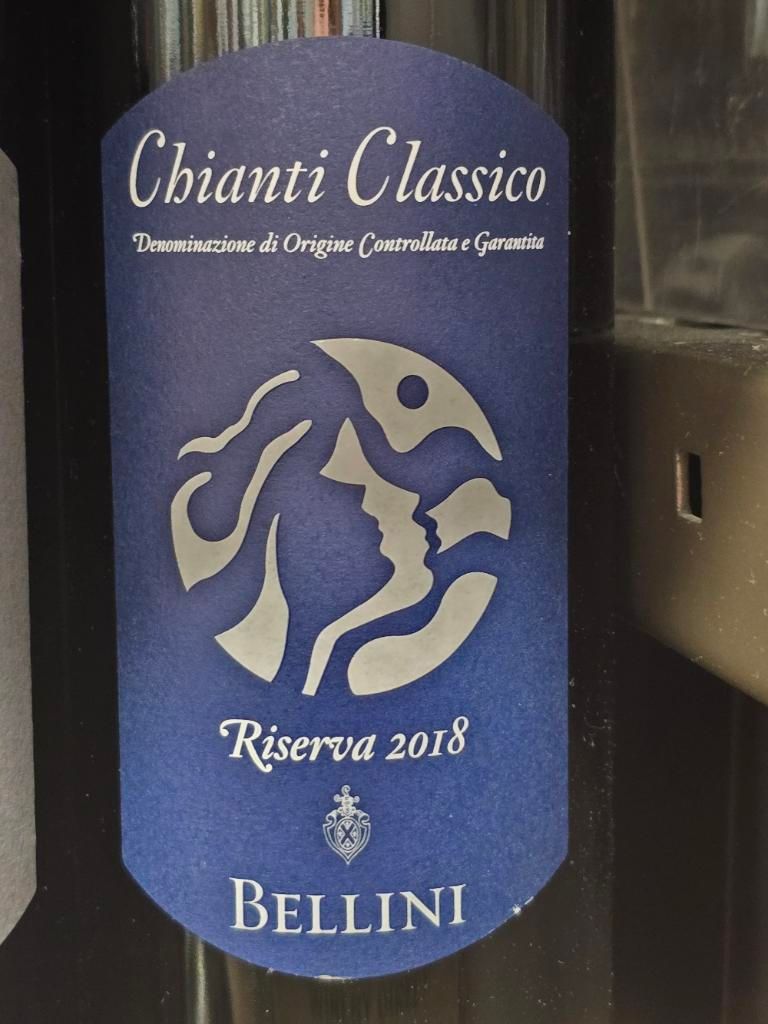 Chianti Classico
Denominazione di Origine Controllata e Garantita
Riserva 2018
BELLINI